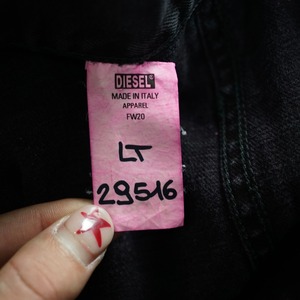 DIESEL
MADE IN ITALY
APPAREL
FW20
LT
29516